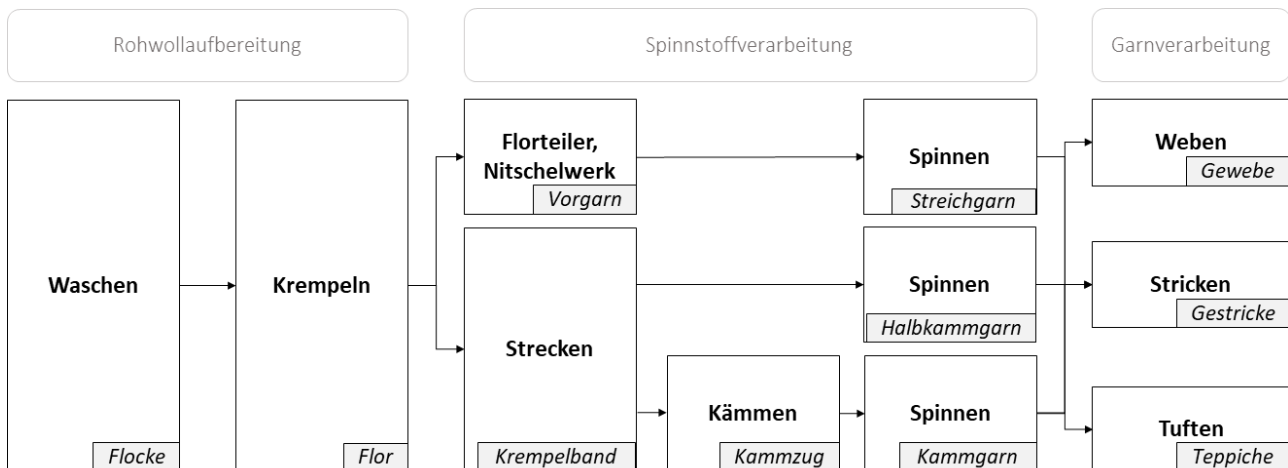 Rohwollaufbereitung
Spinnstoffverarbeitung
Garnverarbeitung
Waschen
Flocke
Krempeln
Flor
Florteiler,
Nitschelwerk
Vorgarn
Spinnen
Streichgarn
Strecken
Krempelband
Spinnen
Halbkammgarn
Kämmen
Kammzug
Spinnen
Kammgarn
Weben
Gewebe
Stricken
Gestricke
Tuften
Teppiche